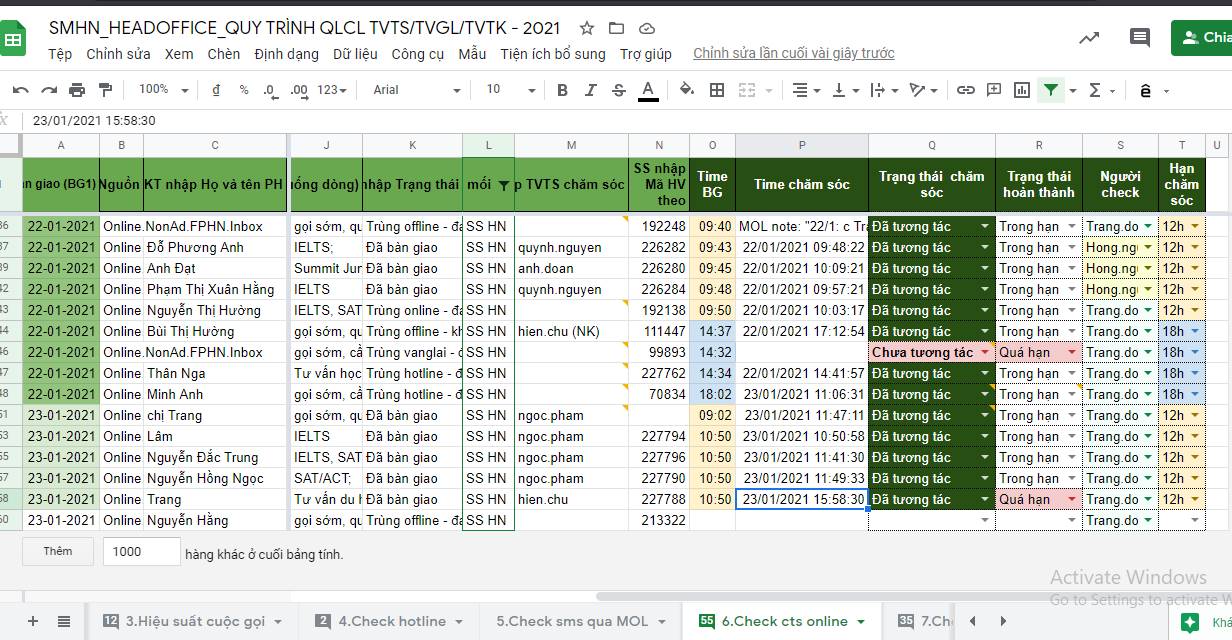 SMHN_HEADOFFICE_QUY TRÌNH QLCL TVTS/TVGL/TVTK - 2021
Chia
Tệp Chỉnh sửa Xem Chèn Định dạng Dữ liệu Công cụ Mẫu Tiện ích bổ sung Trợ giúp Chỉnh sửa lần cuối vài giây trước
100% đ % .0 .00 123 Arial 10 B I S A
23/01/2021 15:58:30
A B C J K L M N O P Q R S T U
n giao (BG1) Nguồn KT nhập Họ và tên PH uống dòng) nhập Trạng thái mối p TVTS chăm sóc SS nhập Mã HV theo Time BG Time chăm sóc Trạng thái chăm sóc Trạng thái hoàn thành Người check Hạn chăm sóc
36 22-01-2021 Online.NonAd.FPHN.Inbox gọi sớm, qu Trùng offline - đa SS HN 192248 09:40 MOL note: "22/1: c Tra Đã tương tác Trong hạn Trang.do 12h
37 22-01-2021 Online Đỗ Phương Anh IELTS; Đã bàn giao SS HN quynh.nguyen 226282 09:43 22/01/2021 09:48:22 Đã tương tác Trong hạn Hong.ngu 12h
39 22-01-2021 Online Anh Đạt Summit Jun Đã bàn giao SS HN anh.doan 226280 09:45 22/01/2021 10:09:21 Đã tương tác Trong hạn Hong.ngu 12h
42 22-01-2021 Online Phạm Thị Xuân Hằng IELTS Đã bàn giao SS HN quynh.nguyen 226284 09:48 22/01/2021 09:57:21 Đã tương tác Trong hạn Hong.ngu 12h
43 22-01-2021 Online Nguyễn Thị Hường IELTS, SAT Trùng online - đa SS HN 192138 09:50 22/01/2021 10:03:17 Đã tương tác Trong hạn Trang.do 12h
44 22-01-2021 Online Bùi Thị Hường gọi sớm, qu Trùng offline - kh SS HN hien.chu (NK) 111447 14:37 22/01/2021 17:12:54 Đã tương tác Trong hạn Trang.do 18h
46 22-01-2021 Online.NonAd.FPHN.Inbox gọi sớm, cầ Trùng vanglai - đ SS HN 99893 14:32 Chưa tương tác Quá hạn Trang.do 18h
47 22-01-2021 Online Thân Nga Tư vấn học Trùng hotline - đ SS HN 227762 14:34 22/01/2021 14:41:57 Đã tương tác Trong hạn Trang.do 18h
48 22-01-2021 Online Minh Anh gọi sớm, cầ Trùng hotline - đ SS HN 70834 18:02 23/01/2021 11:06:31 Đã tương tác Trong hạn Trang.do 18h
51 23-01-2021 Online chị Trang gọi sớm, qu Đã bàn giao SS HN ngoc.pham 09:02 23/01/2021 11:47:11 Đã tương tác Trong hạn Trang.do 12h
53 23-01-2021 Online Lâm IELTS Đã bàn giao SS HN ngoc.pham 227794 10:50 23/01/2021 10:50:58 Đã tương tác Trong hạn Trang.do 12h
55 23-01-2021 Online Nguyễn Đắc Trung IELTS, SAT Đã bàn giao SS HN ngoc.pham 227796 10:50 23/01/2021 11:41:30 Đã tương tác Trong hạn Trang.do 12h
57 23-01-2021 Online Nguyễn Hồng Ngọc SAT/ACT; Đã bàn giao SS HN ngoc.pham 227790 10:50 23/01/2021 11:49:33 Đã tương tác Trong hạn Trang.do 12h
58 23-01-2021 Online Trang Tư vấn du h Đã bàn giao SS HN hien.chu 227788 10:50 23/01/2021 15:58:30 Đã tương tác Quá hạn Trang.do 12h
60 23-01-2021 Online Nguyễn Hằng gọi sớm, qu Trùng offline - đa SS HN 213322 Trang.do
Thêm 1000 hàng khác ở cuối bảng tính.
Activate Windows
Go to Settings to activate W
12 3.Hiệu suất cuộc gọi 2 4.Check hotline 5.Check sms qua MOL 55 6.Check cts online 35 7.Ch Khá